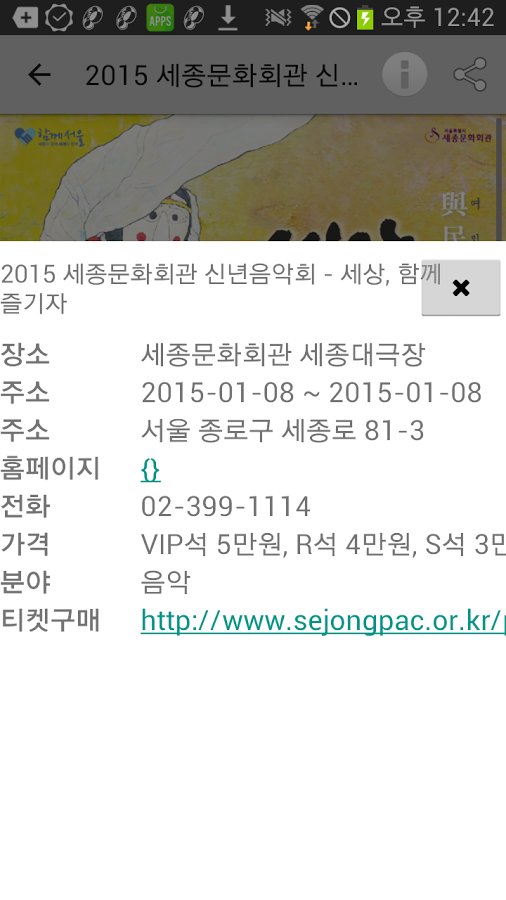 APPS 오후 12:42
2015 세종문화회관 신...
함께서울
서울특별시
세종문화회관
與民
여
2015 세종문화회관 신년음악회 - 세상, 함께
즐기자
장소 세종문화회관 세종대극장
주소 2015-01-08 ~ 2015-01-08
주소 서울 종로구 세종로 81-3
홈페이지 {}
전화 02-399-1114
가격 VIP석 5만원, R석 4만원, S석 3만
분야 음악
티켓구매 http://www.sejongpac.or.kr/